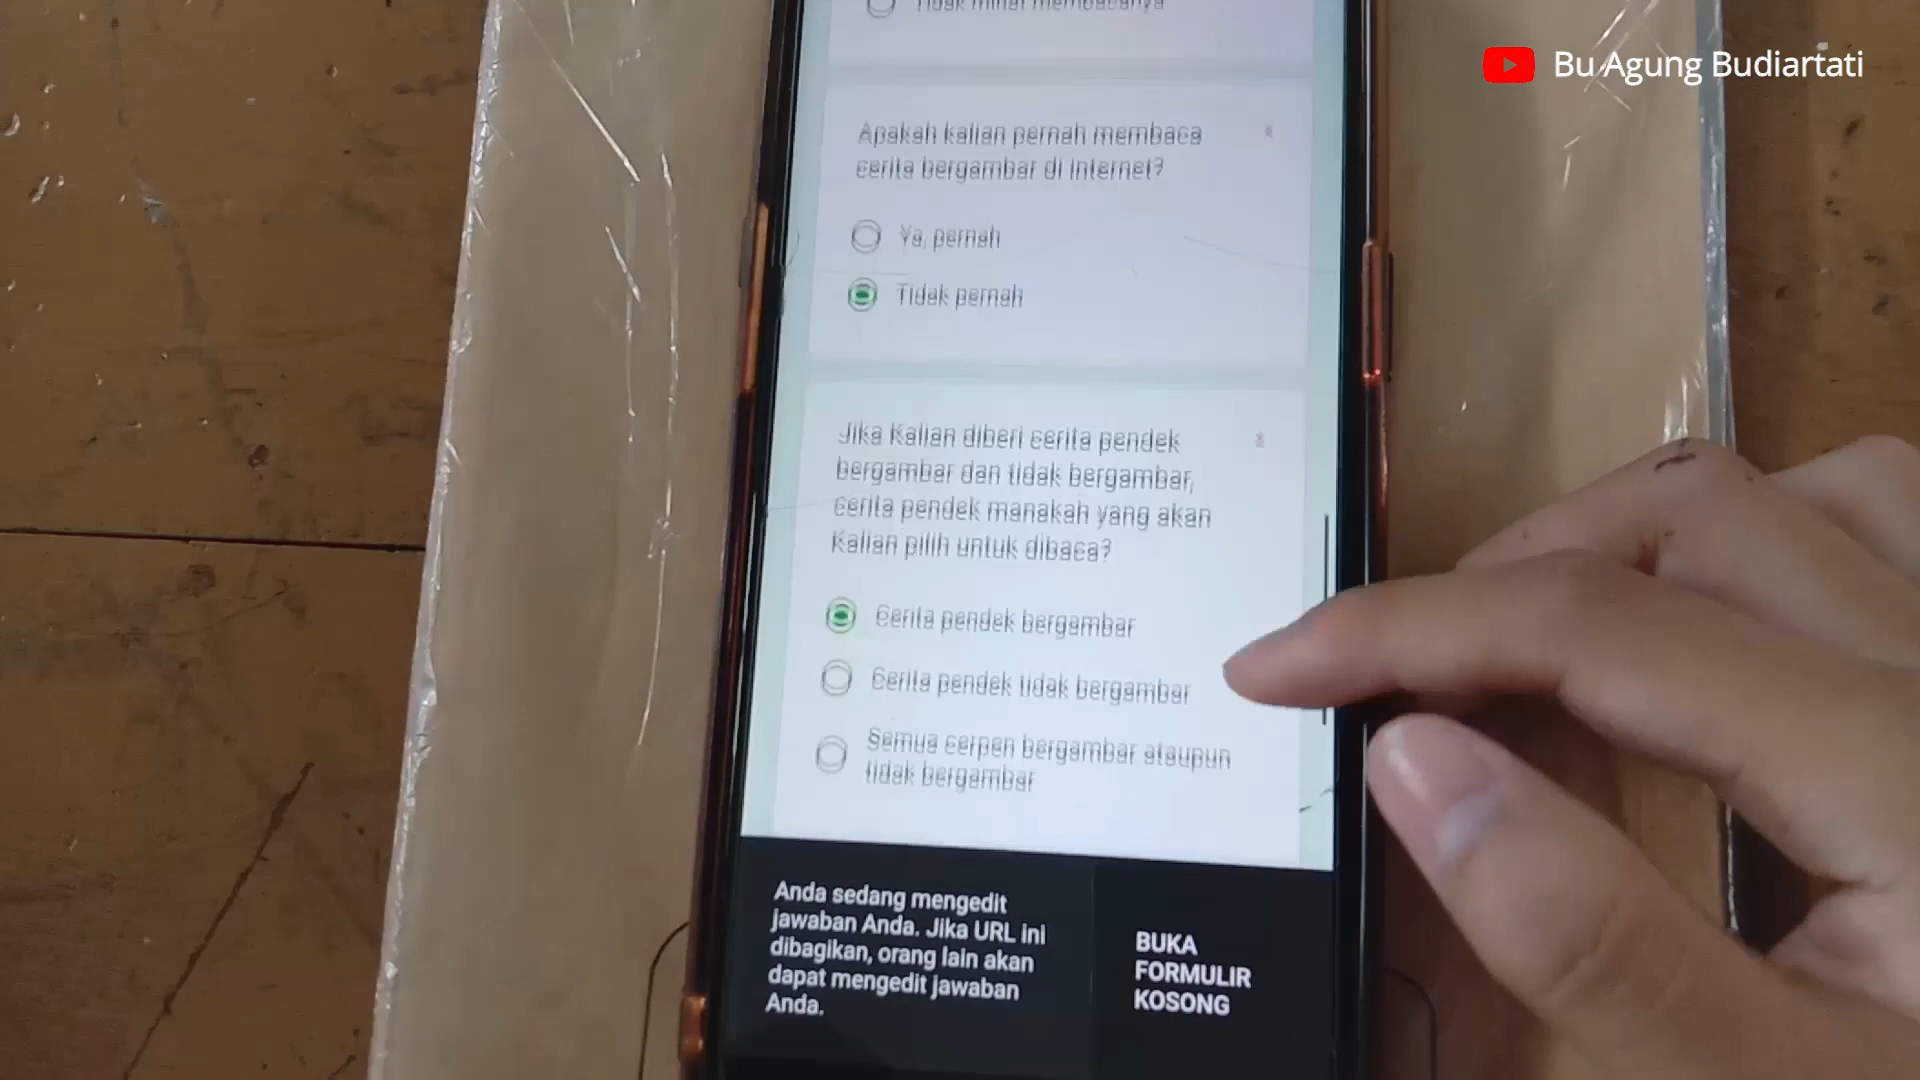 Tidak minat membacanya
Bu Agung Budiartati
Apakah kalian pernah membaca
cerita bergambar di Internet?
Ya, pernah
Tidak pernah
Jika Kalian diberi cerita pendek
bergambar dan tidak bergambar,
cerita pendek manakah yang akan
Kalian pilih untuk dibaca?
Cerita pendek bergambar
Cerita pendek tidak bergambar
Semua cerpen bergambar ataupun
tidak bergambar
Anda sedang mengedit
jawaban Anda. Jika URL ini
dibagikan, orang lain akan
dapat mengedit jawaban
Anda.
BUKA
FORMULIR
KOSONG